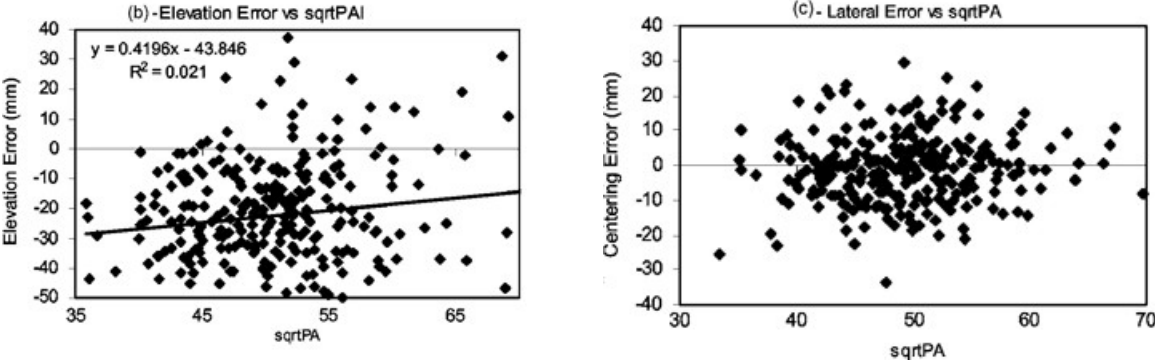 (b) - Elevation Error vs sqrtPAI
40
30
20
10
0
-10
-20
-30
-40
-50
Elevation Error (mm)
y = 0.4196x - 43.846
R² = 0.021
35 45 55 65
sqrtPA
(c) - Lateral Error vs sqrtPA
40
30
20
10
0
-10
-20
-30
-40
Centering Error (mm)
30 40 50 60 70
sqrtPA